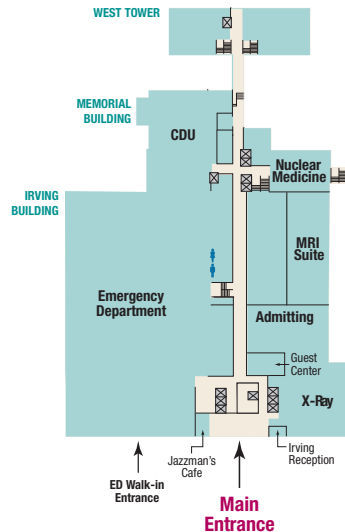 WEST TOWER
MEMORIAL
BUILDING
CDU
Nuclear
Medicine
IRVING
BUILDING
MRI
Suite
Emergency
Department
Admitting
Guest
Center
X-Ray
Jazzman's
Cafe
Irving
Reception
ED Walk-in
Entrance
Main
Entrance